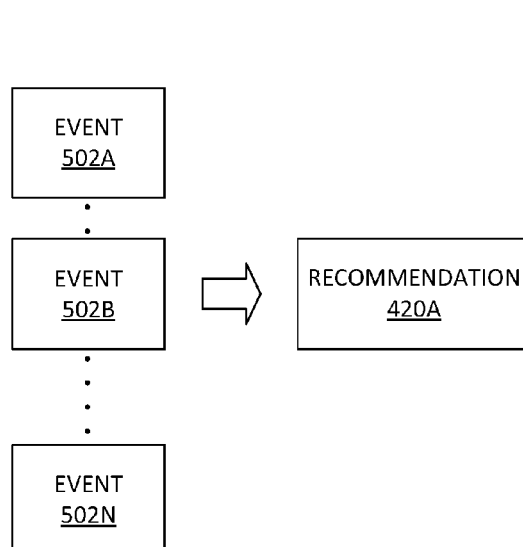 EVENT
502A
EVENT
502B
RECOMMENDATION
420A
EVENT
502N